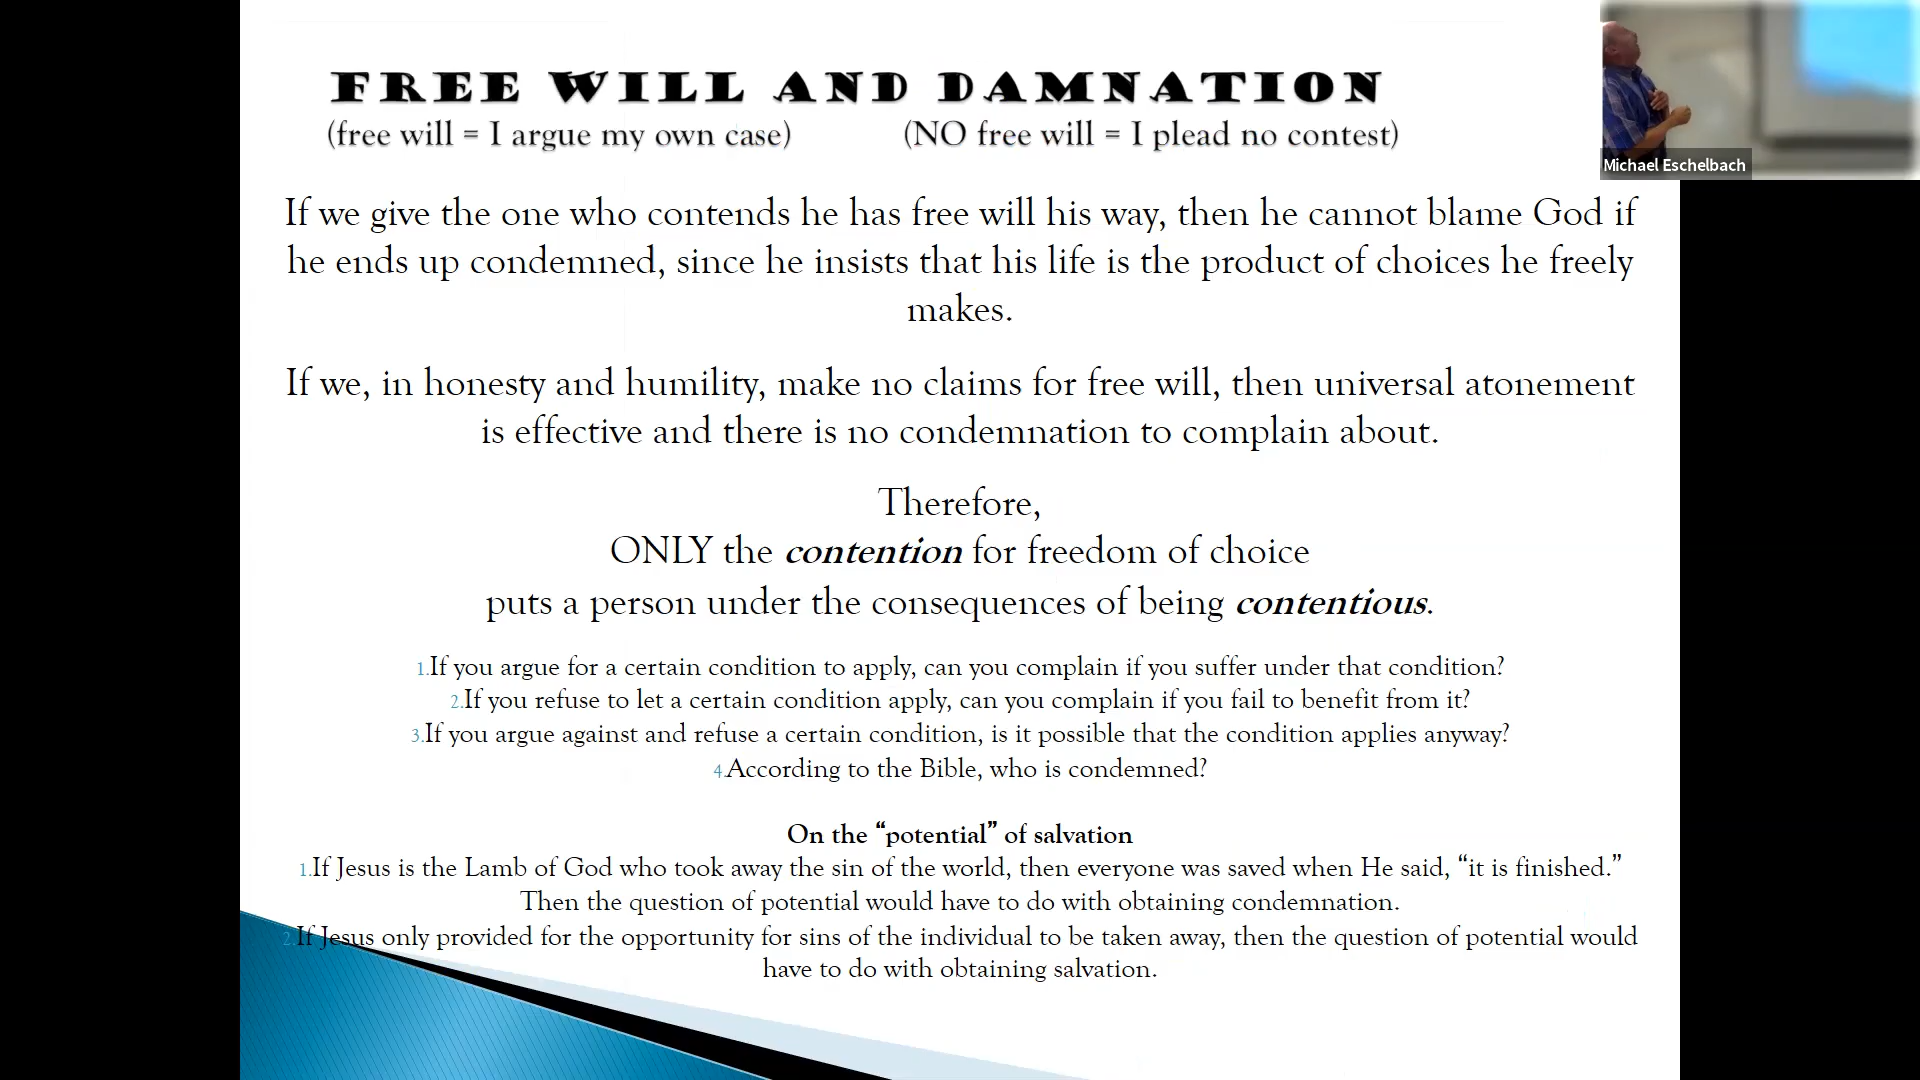 FREE WILL AND DAMNATION
(free will = I argue my own case) (NO free will = I plead no contest)
Michael Eschelbach
If we give the one who contends he has free will his way, then he cannot blame God if
he ends up condemned, since he insists that his life is the product of choices he freely
makes.
If we, in honesty and humility, make no claims for free will, then universal atonement
is effective and there is no condemnation to complain about.
Therefore,
ONLY the contention for freedom of choice
puts a person under the consequences of being contentious.
1.If you argue for a certain condition to apply, can you complain if you suffer under that condition?
2.If you refuse to let a certain condition apply, can you complain if you fail to benefit from it?
3.If you argue against and refuse a certain condition, is it possible that the condition applies anyway?
4.According to the Bible, who is condemned?
On the “potential” of salvation
1.If Jesus is the Lamb of God who took away the sin of the world, then everyone was saved when He said, “it is finished.”
Then the question of potential would have to do with obtaining condemnation.
2.If Jesus only provided for the opportunity for sins of the individual to be taken away, then the question of potential would
have to do with obtaining salvation.